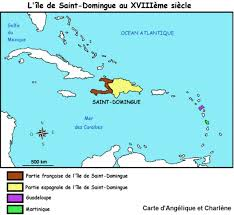 L'île de Saint-Domingue au XVIIIème siècle
Golfe
du
Mexique
OCEAN ATLANTIQUE
SAINT-DOMINGUE
Mer
des Caraïbes
500 km
Partie française de l'île de Saint-Domingue
Partie espagnole de l'île de Saint-Domingue
Guadeloupe
Martinique
Carte d'Angélique et Charlène